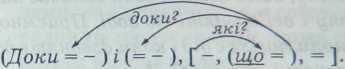 доки?
які?
(Доки = – ) і (= – ), [ – , (що = ), = ].